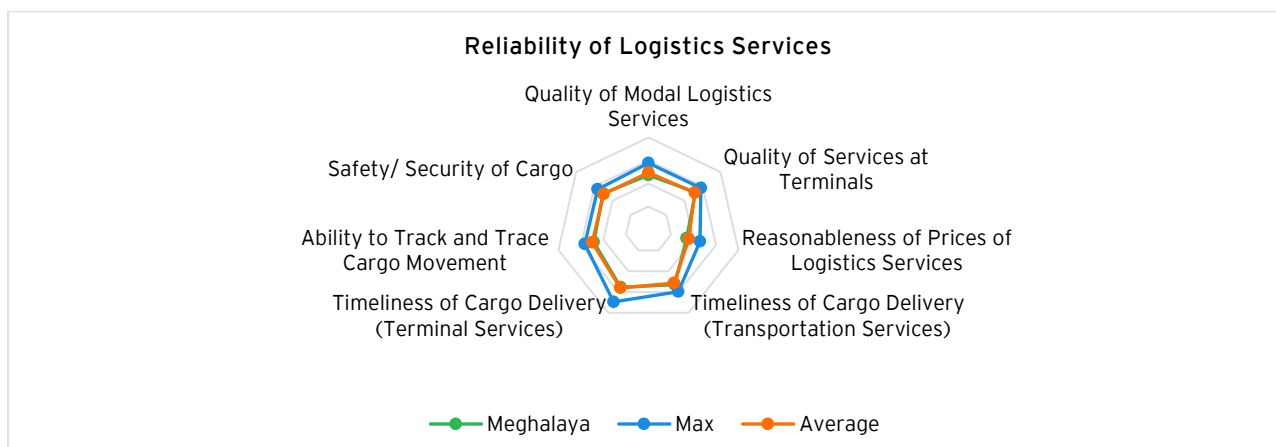 Reliability of Logistics Services
Quality of Modal Logistics
Services
Quality of Services at
Terminals
Reasonableness of Prices of
Logistics Services
Timeliness of Cargo Delivery
(Transportation Services)
Timeliness of Cargo Delivery
(Terminal Services)
Ability to Track and Trace
Cargo Movement
Safety/ Security of Cargo
Meghalaya
Max
Average